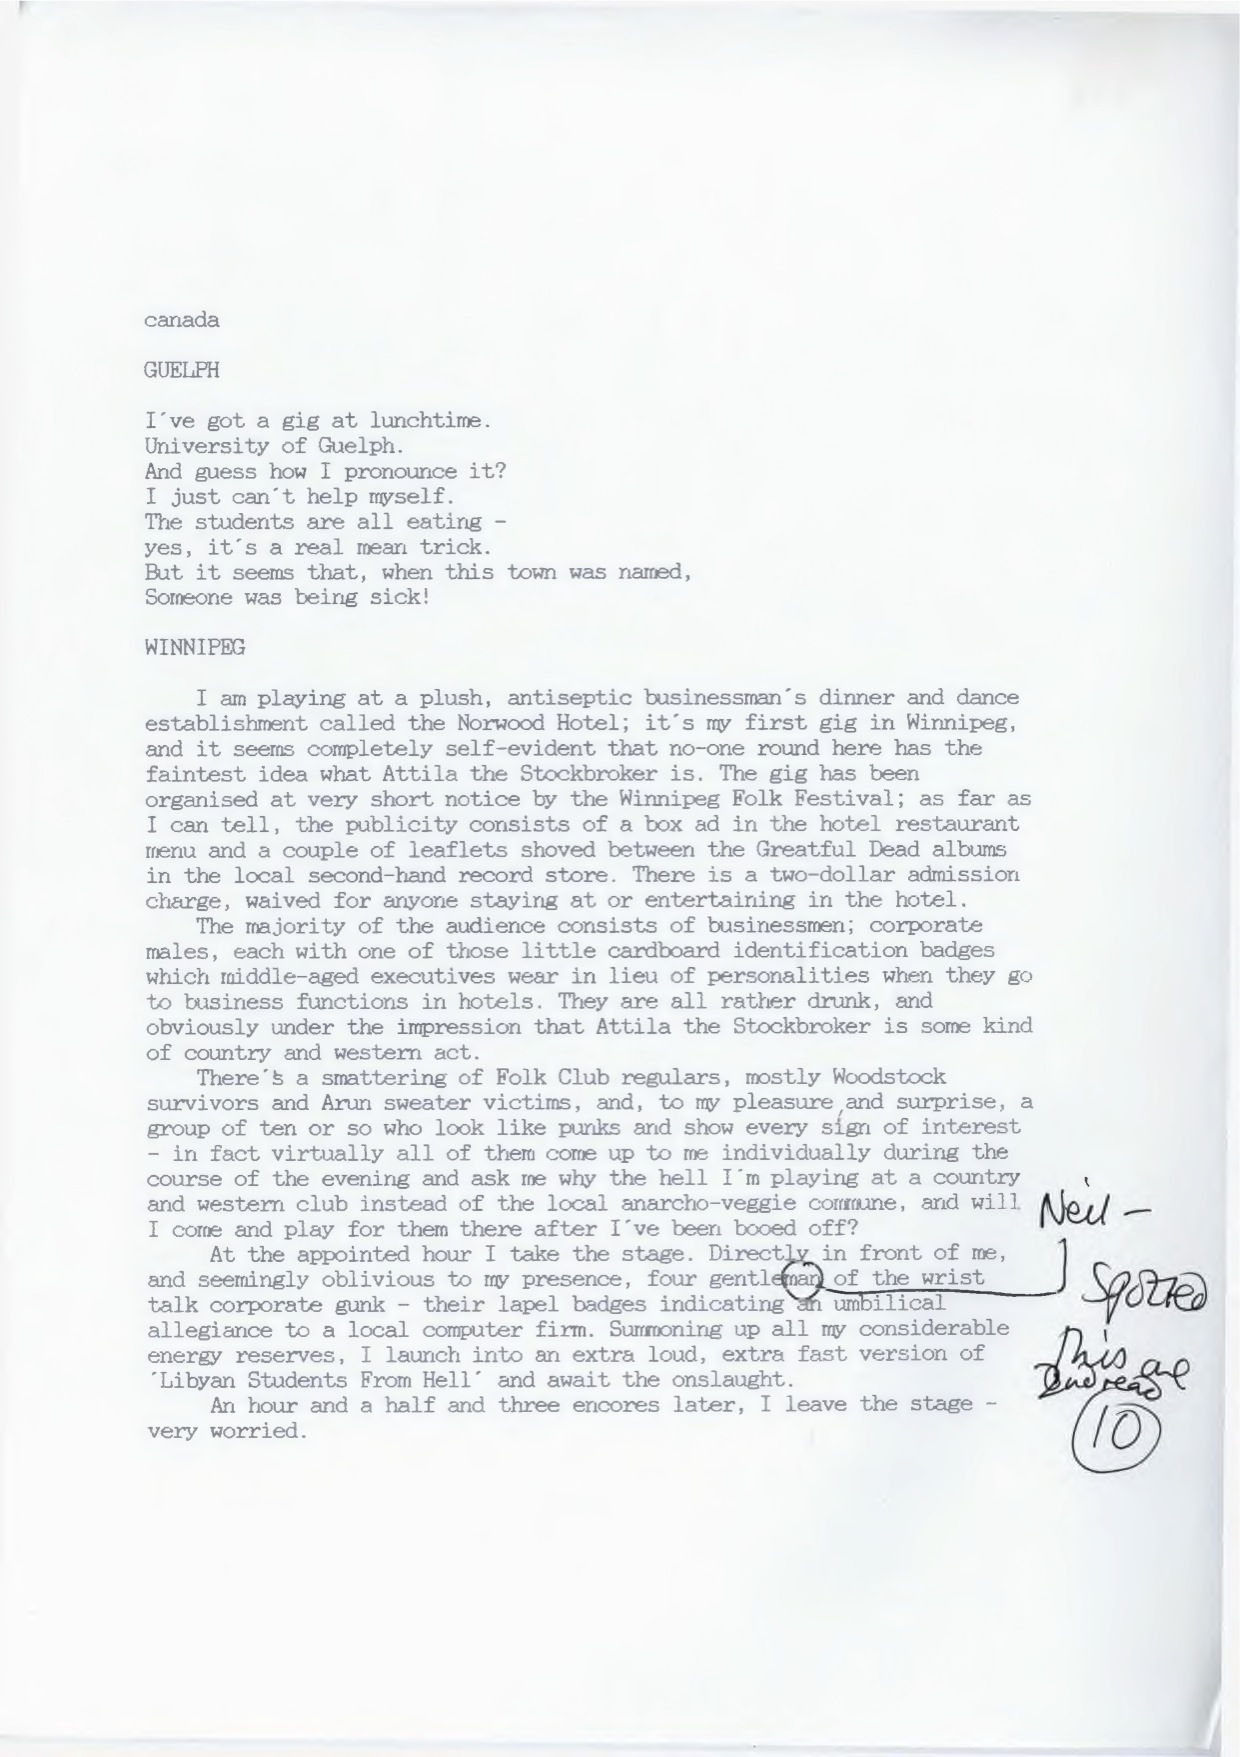 canada
GUELPH
I´ve got a gig at lunchtime.
University of Guelph.
And guess how I pronounce it?
I just can´t help myself.
The students are all eating -
yes, it´s a real mean trick.
But it seems that, when this town was named,
Someone was being sick!
WINNIPEG
I am playing at a plush, antiseptic businessman´s dinner and dance
establishment called the Norwood Hotel; it´s my first gig in Winnipeg,
and it seems completely self-evident that no-one round here has the
faintest idea what Attila the Stockbroker is. The gig has been
organised at very short notice by the Winnipeg Folk Festival; as far as
I can tell, the publicity consists of a box ad in the hotel restaurant
menu and a couple of leaflets shoved between the Greatful Dead albums
in the local second-hand record store. There is a two-dollar admission
charge, waived for anyone staying at or entertaining in the hotel.
The majority of the audience consists of businessmen; corporate
males, each with one of those little cardboard identification badges
which middle-aged executives wear in lieu of personalities when they go
to business functions in hotels. They are all rather drunk, and
obviously under the impression that Attila the Stockbroker is some kind
of country and western act.
There´s a smattering of Folk Club regulars, mostly Woodstock
survivors and Arun sweater victims, and, to my pleasure and surprise, a
group of ten or so who look like punks and show every sign of interest
- in fact virtually all of them come up to me individually during the
course of the evening and ask me why the hell I´m playing at a country
and western club instead of the local anarcho-veggie commune, and will
I come and play for them there after I´ve been booed off?
At the appointed hour I take the stage. Directly in front of me,
and seemingly oblivious to my presence, four gentleman of the wrist
talk corporate gunk - their lapel badges indicating an umbilical
allegiance to a local computer firm. Summoning up all my considerable
energy reserves, I launch into an extra loud, extra fast version of
´Libyan Students From Hell´ and await the onslaught.
An hour and a half and three encores later, I leave the stage -
very worried.
Neil -
Spotted
This on
2nd read
10